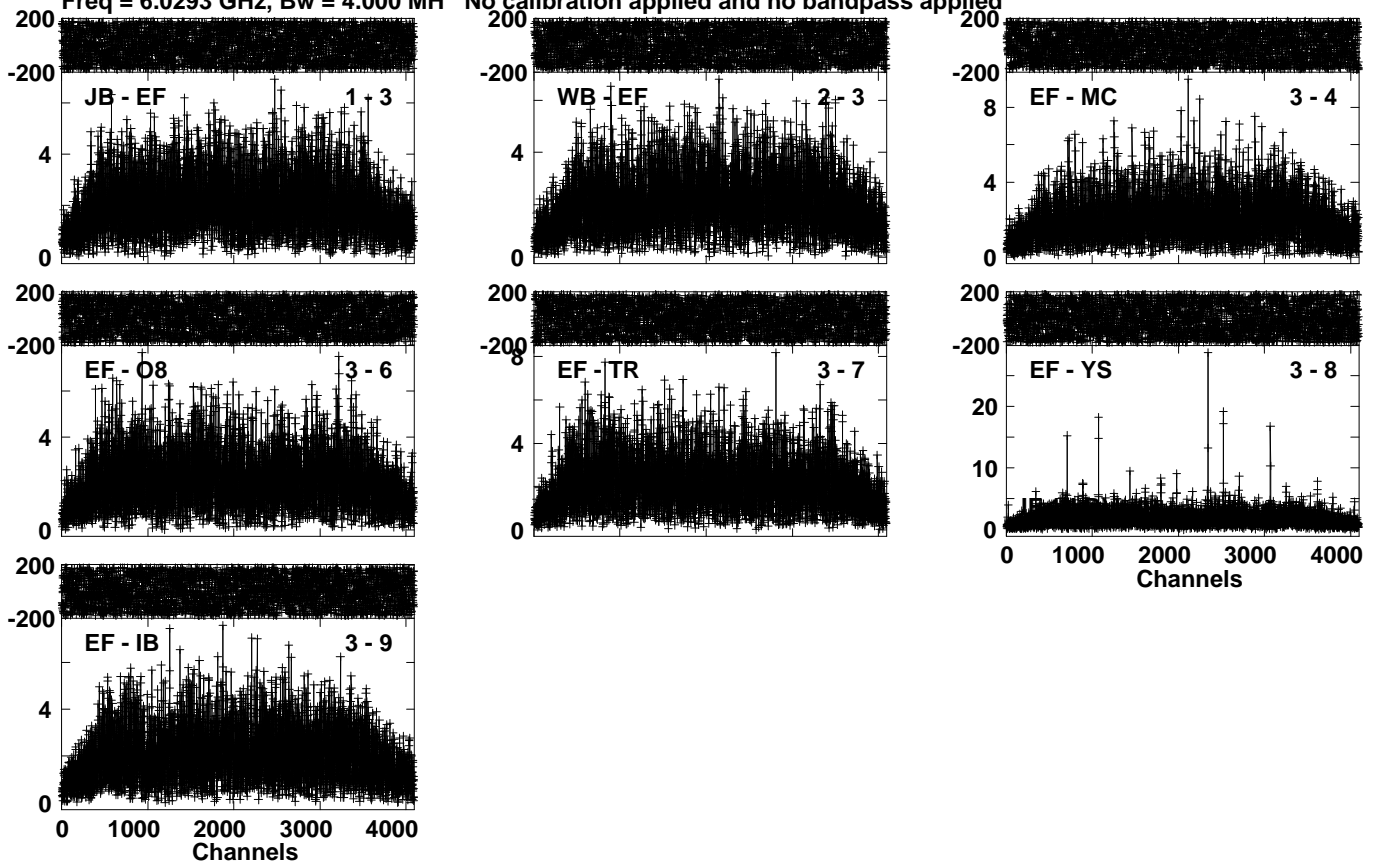 Freq = 6.0293 GHz, Bw = 4.000 MH No calibration applied and no bandpass applied
200 200 200
-200 -200 -200
JB - EF 1 - 3 WB - EF 2 - 3 EF - MC 3 - 4
8
4 4 4
0 0 0
200 200 200
-200 -200 -200
8
EF - O8 3 - 6 EF - TR 3 - 7 EF - YS 3 - 8
20
4 4 10
0 0 0
0 1000 2000 3000 4000
Channels
200
-200
EF - IB 3 - 9
4
0
0 1000 2000 3000 4000
Channels